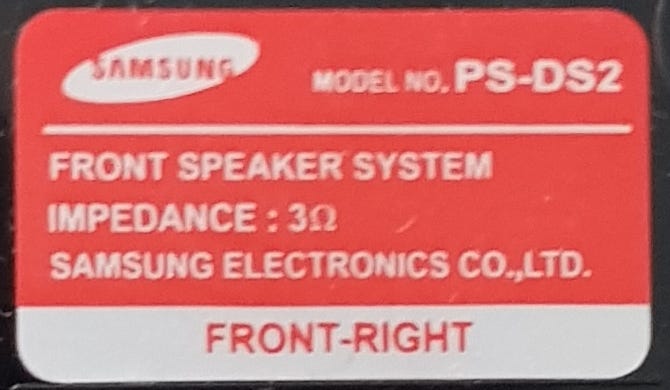 SAMSUNG MODEL NO. PS-DS2
FRONT SPEAKER SYSTEM
IMPEDANCE : 3Ω
SAMSUNG ELECTRONICS CO.,LTD.
FRONT-RIGHT